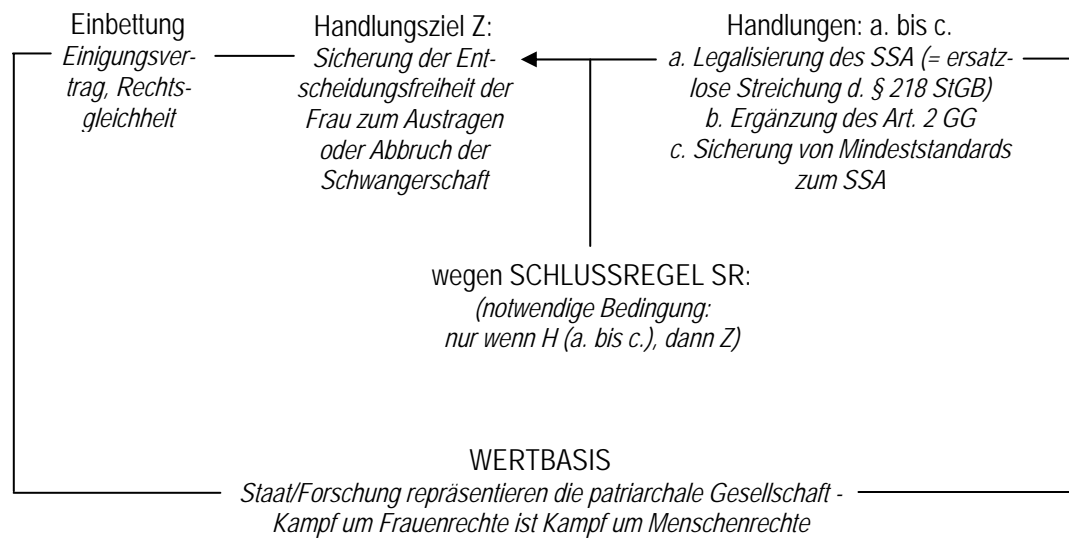 Einbettung
Einigungsver-
trag, Rechts-
gleichheit
Handlungsziel Z:
Sicherung der Ent-
scheidungsfreiheit der
Frau zum Austragen
oder Abbruch der
Schwangerschaft
Handlungen: a. bis c.
a. Legalisierung des SSA (= ersatz-
lose Streichung d. § 218 StGB)
b. Ergänzung des Art. 2 GG
c. Sicherung von Mindeststandards
zum SSA
wegen SCHLUSSREGEL SR:
(notwendige Bedingung:
nur wenn H (a. bis c.), dann Z)
WERTBASIS
Staat/Forschung repräsentieren die patriarchale Gesellschaft -
Kampf um Frauenrechte ist Kampf um Menschenrechte